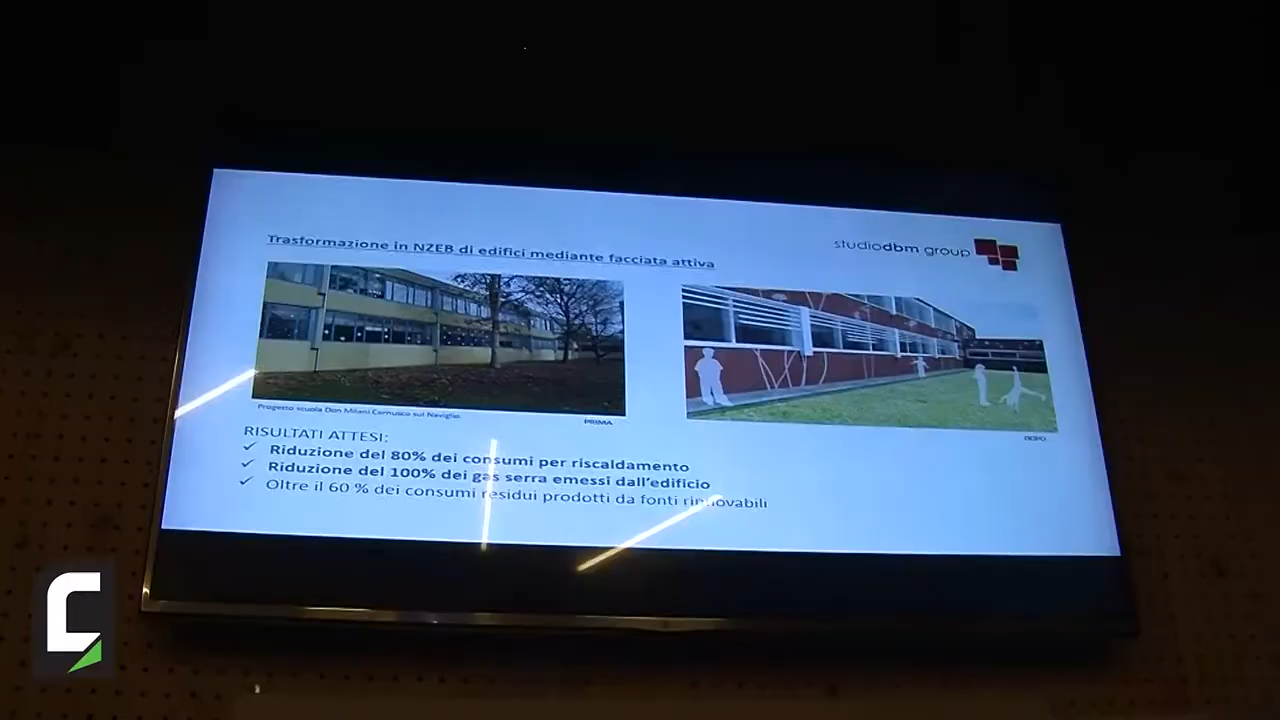 Trasformazione in NZEB di edifici mediante facciata attiva
studiodbm group
Progetto scuola Don Milani Cernusco sul Naviglio
PRIMA
DOPO
RISULTATI ATTESI:
✓ Riduzione del 80% dei consumi per riscaldamento
✓ Riduzione del 100% dei gas serra emessi dall'edificio
✓ Oltre il 60 % dei consumi residui prodotti da fonti rinnovabili